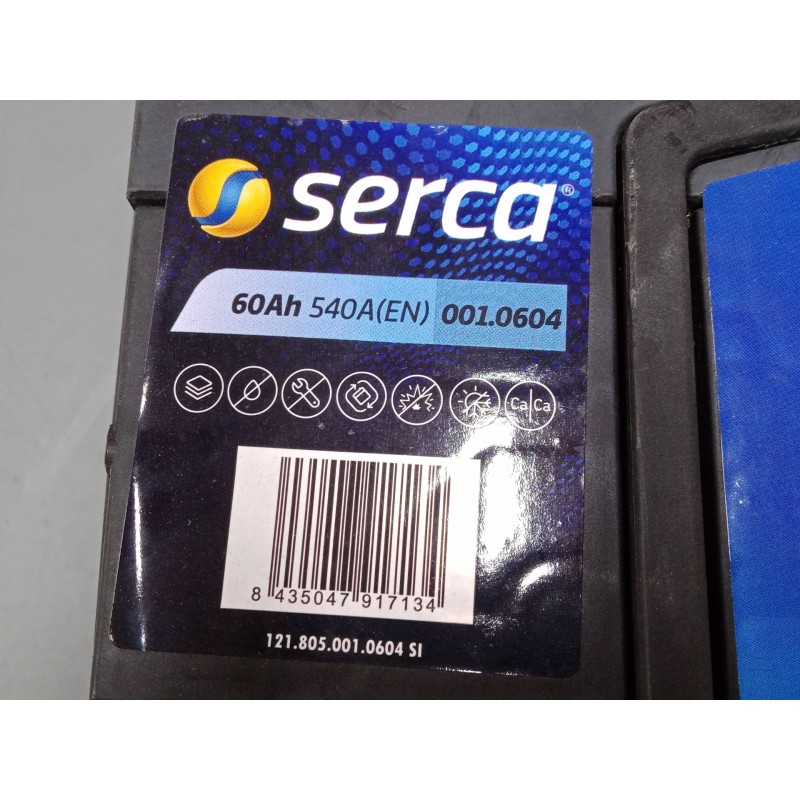 serca®
60Ah 540A(EN) 001.0604
Ca|Ca
8 435047 917134
121.805.001.0604 SI